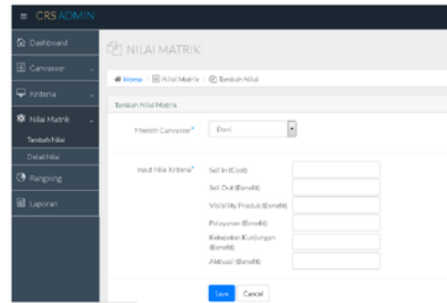 CRS ADMIN
Dashboard
Canvasser
Kriteria
Nilai Matrik
Tambah Nilai
Detail Nilai
Rangking
Laporan
NILAI MATRIK
Home / Nilai Matrik / Tambah Nilai
Tambah Nilai Matrik
Memilih Canvasser*
Doni
Input Nilai Kriteria*
Sell In (Cost)
Sell Out (Benefit)
Visibility Produk (Benefit)
Pelayanan (Benefit)
Ketepatan Kunjungan
(Benefit)
Aktivasi (Benefit)
Save Cancel